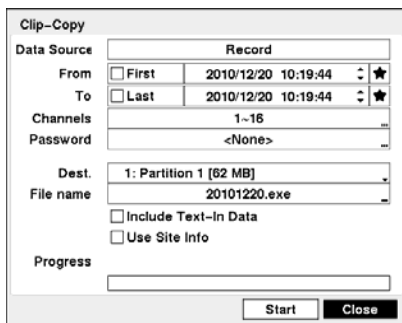 Clip-Copy
Data Source Record
From First 2010/12/20 10:19:44
To Last 2010/12/20 10:19:44
Channels 1~16 ...
Password <None> ...
Dest. 1: Partition 1 [62 MB]
File name 20101220.exe
Include Text-In Data
Use Site Info
Progress
Start Close